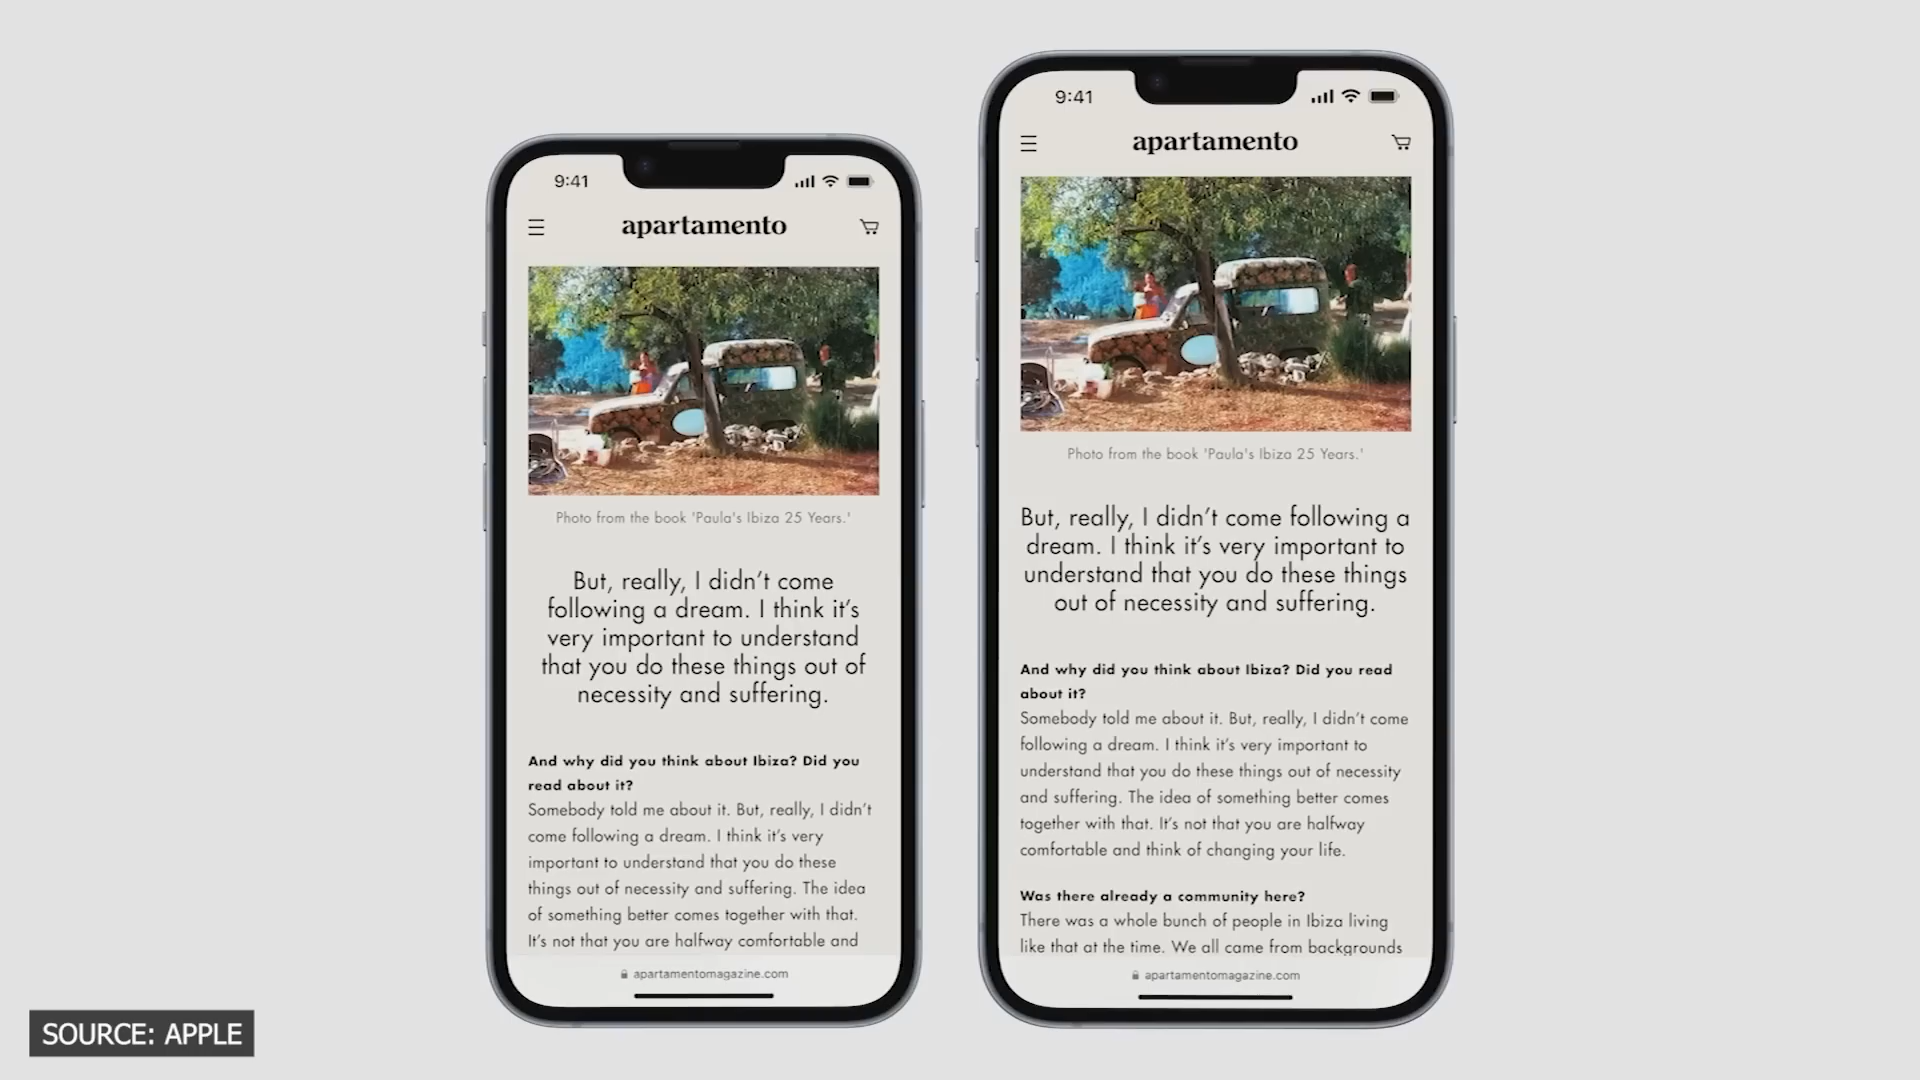 9:41
apartamento
Photo from the book 'Paula's Ibiza 25 Years.'
But, really, I didn't come
following a dream. I think it's
very important to understand
that you do these things out of
necessity and suffering.
And why did you think about Ibiza? Did you
read about it?
Somebody told me about it. But, really, I didn't
come following a dream. I think it's very
important to understand that you do these
things out of necessity and suffering. The idea
of something better comes together with that.
It's not that you are halfway comfortable and
apartamentomagazine.com
9:41
apartamento
Photo from the book 'Paula's Ibiza 25 Years.'
But, really, I didn't come following a
dream. I think it's very important to
understand that you do these things
out of necessity and suffering.
And why did you think about Ibiza? Did you read
about it?
Somebody told me about it. But, really, I didn't come
following a dream. I think it's very important to
understand that you do these things out of necessity
and suffering. The idea of something better comes
together with that. It's not that you are halfway
comfortable and think of changing your life.
Was there already a community here?
There was a whole bunch of people in Ibiza living
like that at the time. We all came from backgrounds
apartamentomagazine.com
SOURCE: APPLE